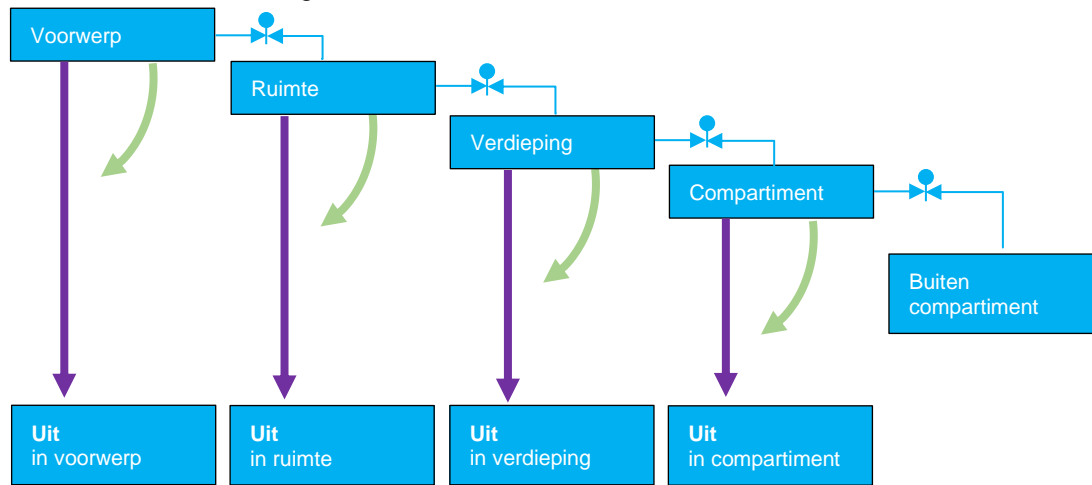 Voorwerp
Ruimte
Verdieping
Compartiment
Buiten
compartiment
Uit
in voorwerp
Uit
in ruimte
Uit
in verdieping
Uit
in compartiment